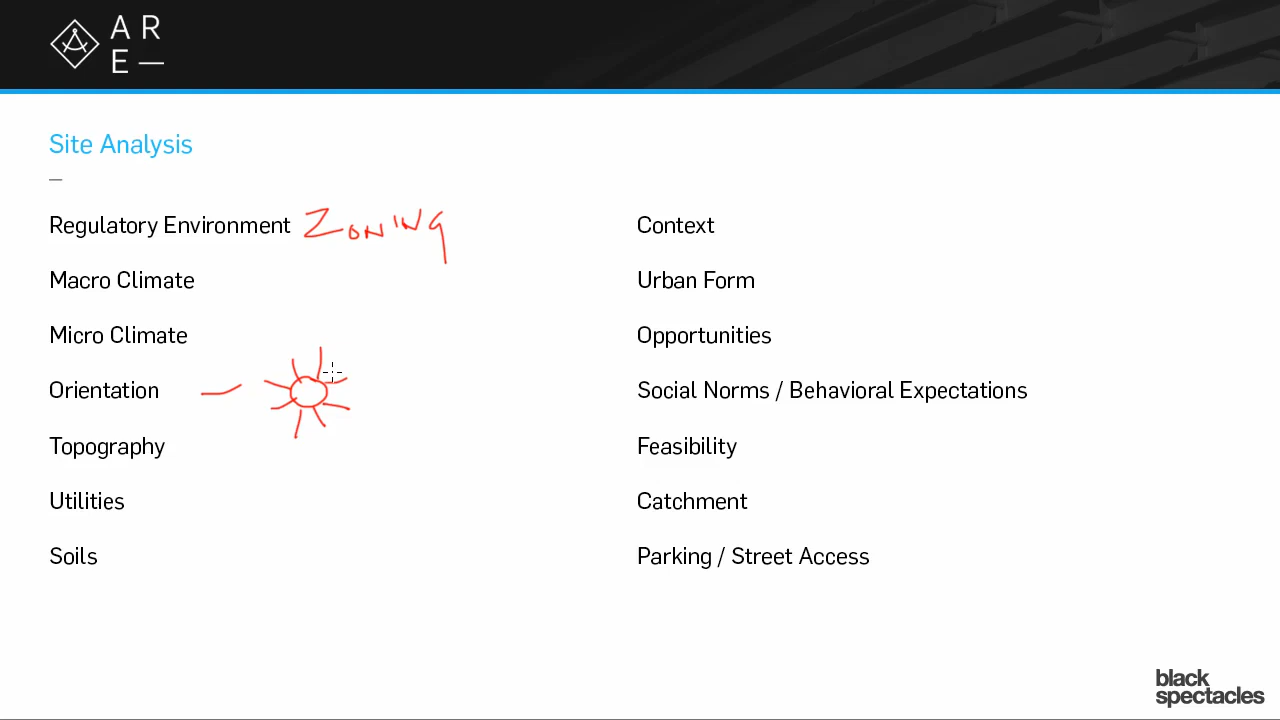 A R
E —
Site Analysis
—
Regulatory Environment ZONING
Macro Climate
Micro Climate
Orientation
Topography
Utilities
Soils
Context
Urban Form
Opportunities
Social Norms / Behavioral Expectations
Feasibility
Catchment
Parking / Street Access
black
spectacles